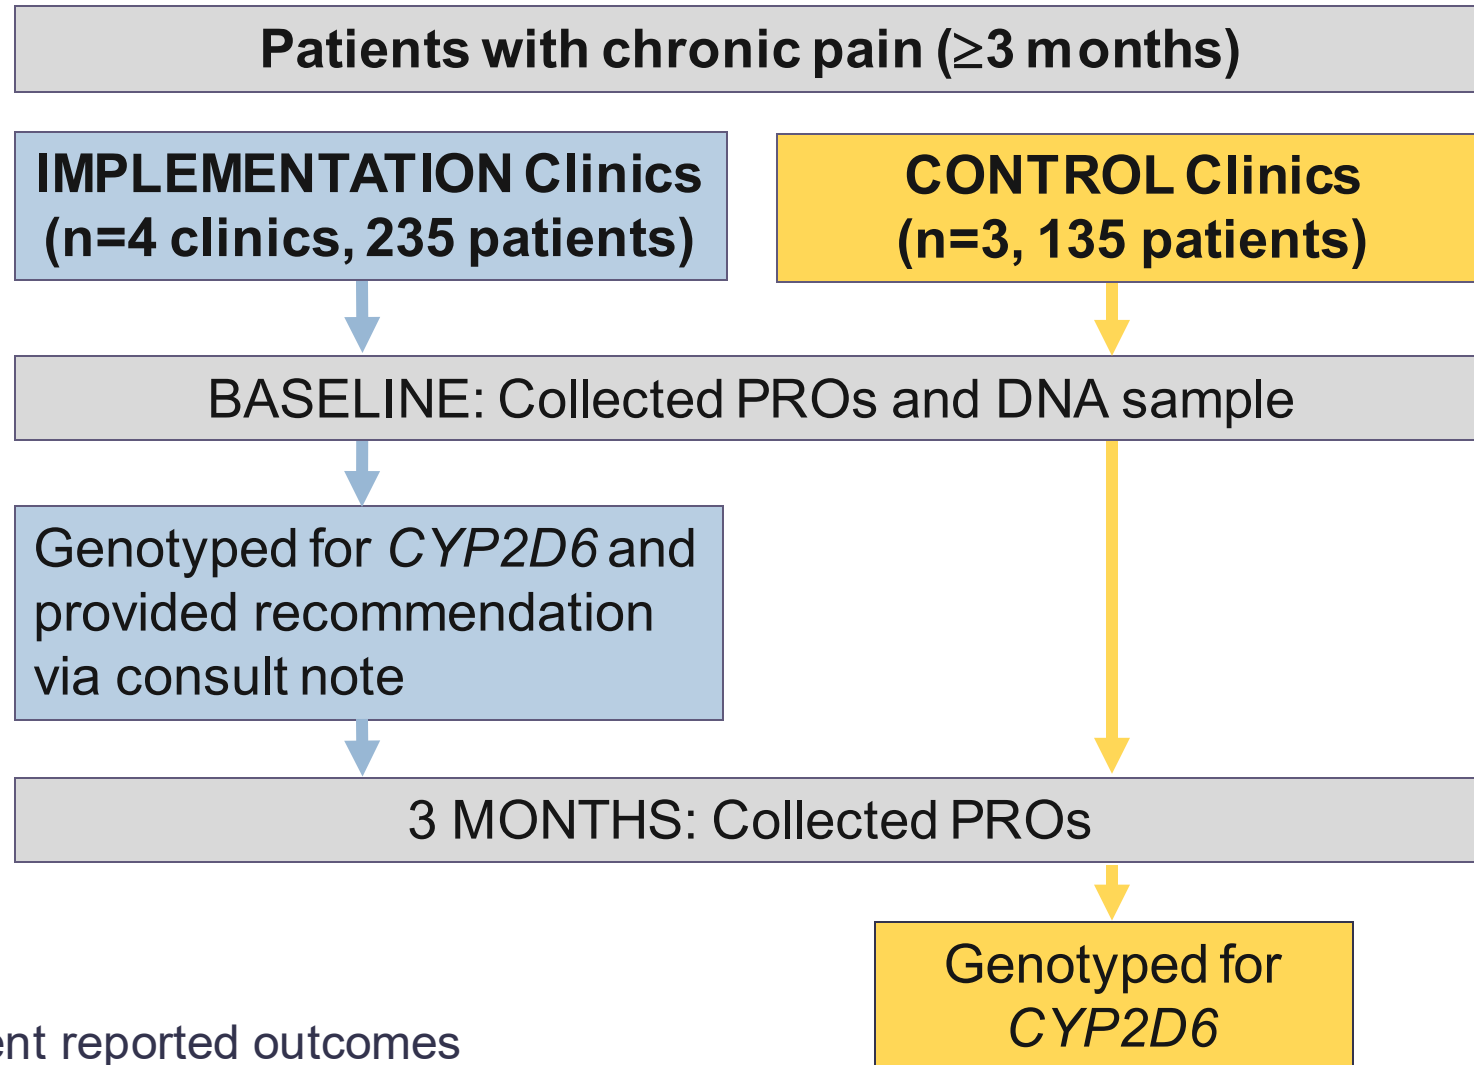 Patients with chronic pain (≥3 months)
IMPLEMENTATION Clinics
(n=4 clinics, 235 patients)
CONTROL Clinics
(n=3, 135 patients)
BASELINE: Collected PROs and DNA sample
Genotyped for CYP2D6 and
provided recommendation
via consult note
3 MONTHS: Collected PROs
Genotyped for
CYP2D6
reported outcomes